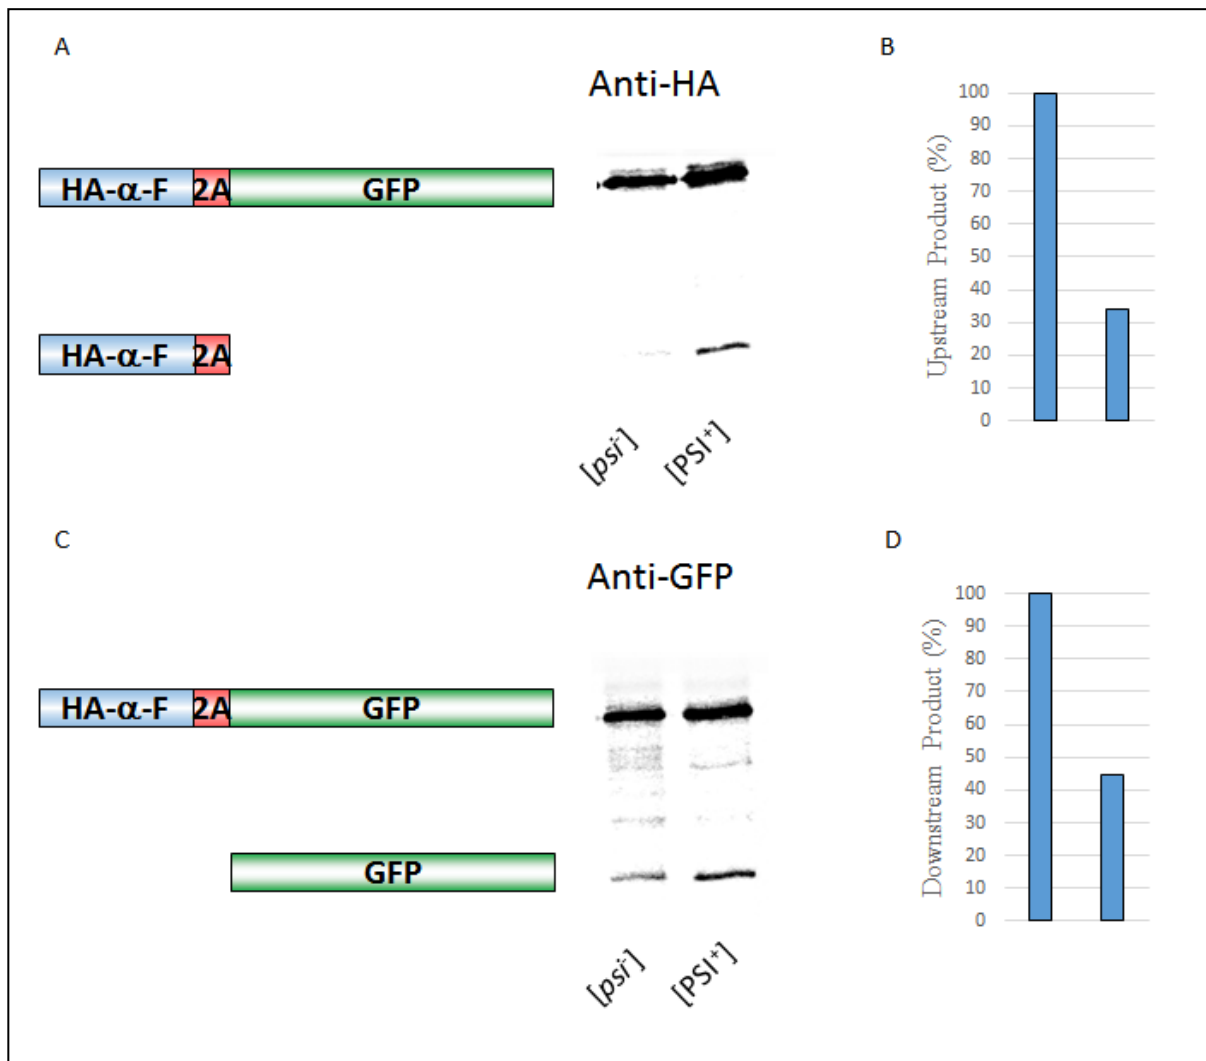 A
Anti-HA
HA-α-F 2A GFP
HA-α-F 2A
[psi-] [PSI+]
B
Upstream Product (%)
100
90
80
70
60
50
40
30
20
10
0
C
Anti-GFP
HA-α-F 2A GFP
GFP
[psi-] [PSI+]
D
Downstream Product (%)
100
90
80
70
60
50
40
30
20
10
0